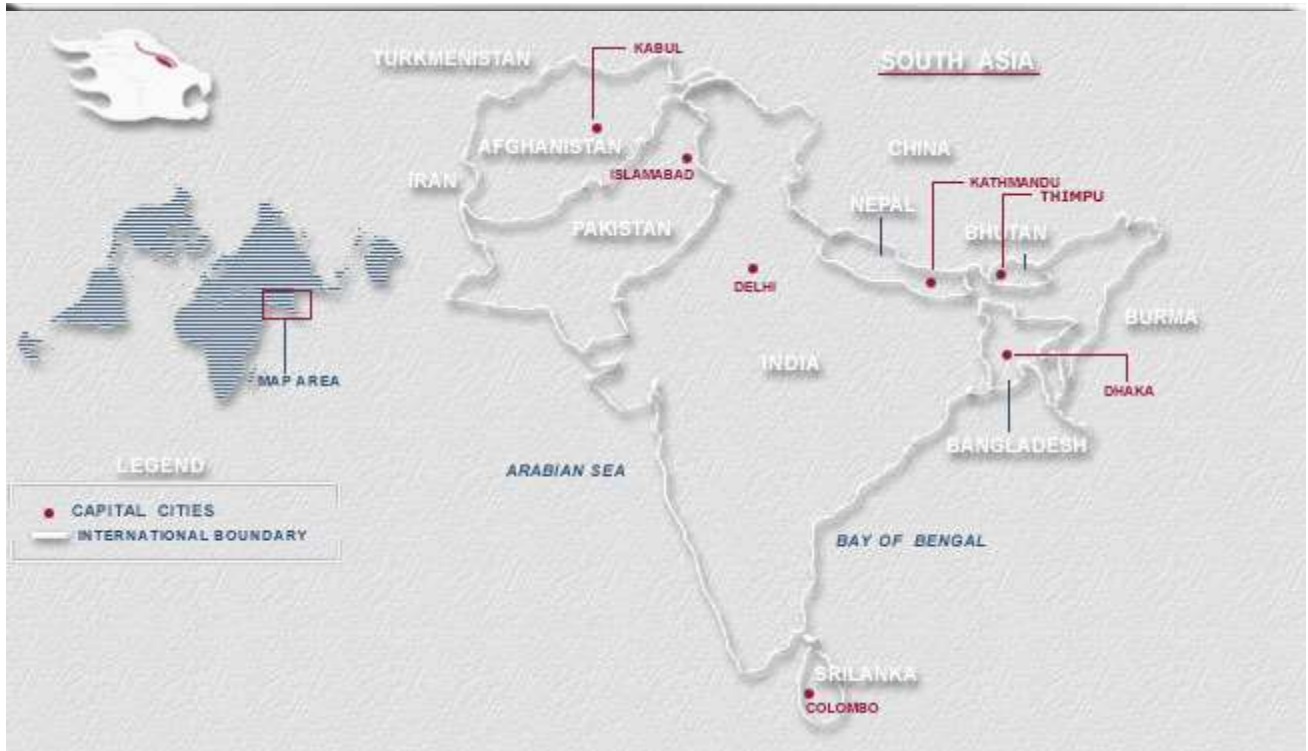 KABUL
TURKMENISTAN
SOUTH ASIA
AFGHANISTAN
CHINA
ISLAMABAD
IRAN
KATHMANDU
THIMPU
NEPAL
PAKISTAN
BHUTAN
DELHI
BURMA
INDIA
MAP AREA
DHAKA
BANGLADESH
LEGEND
ARABIAN SEA
CAPITAL CITIES
INTERNATIONAL BOUNDARY
BAY OF BENGAL
SRILANKA
COLOMBO